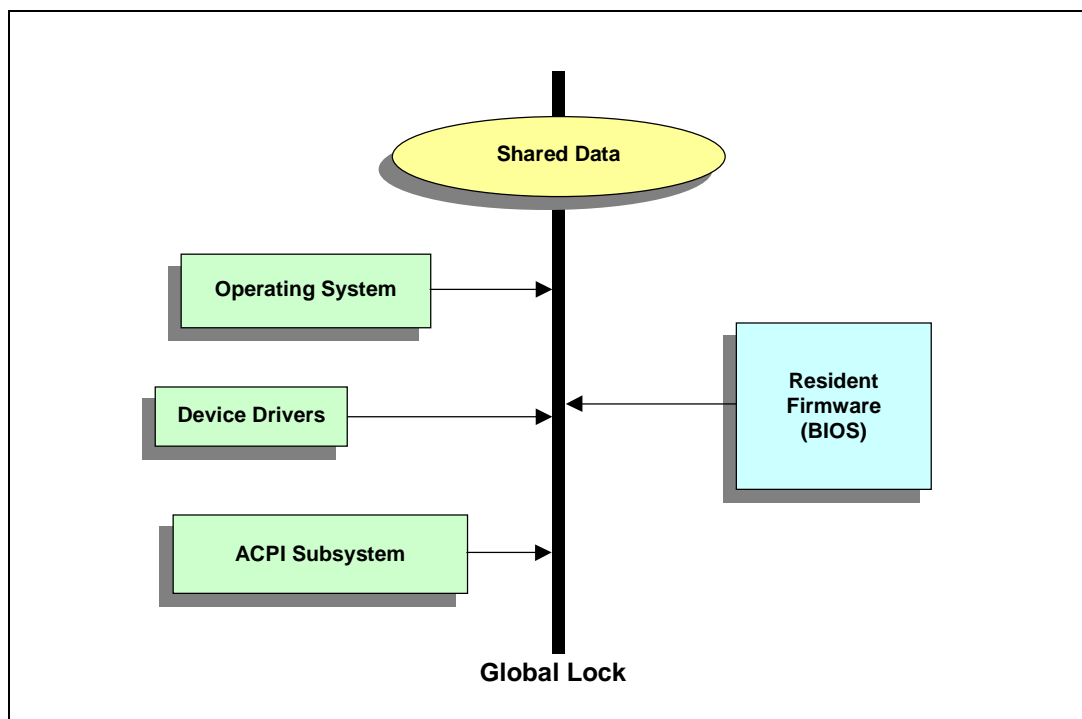 Shared Data
Operating System
Device Drivers
Resident
Firmware
(BIOS)
ACPI Subsystem
Global Lock